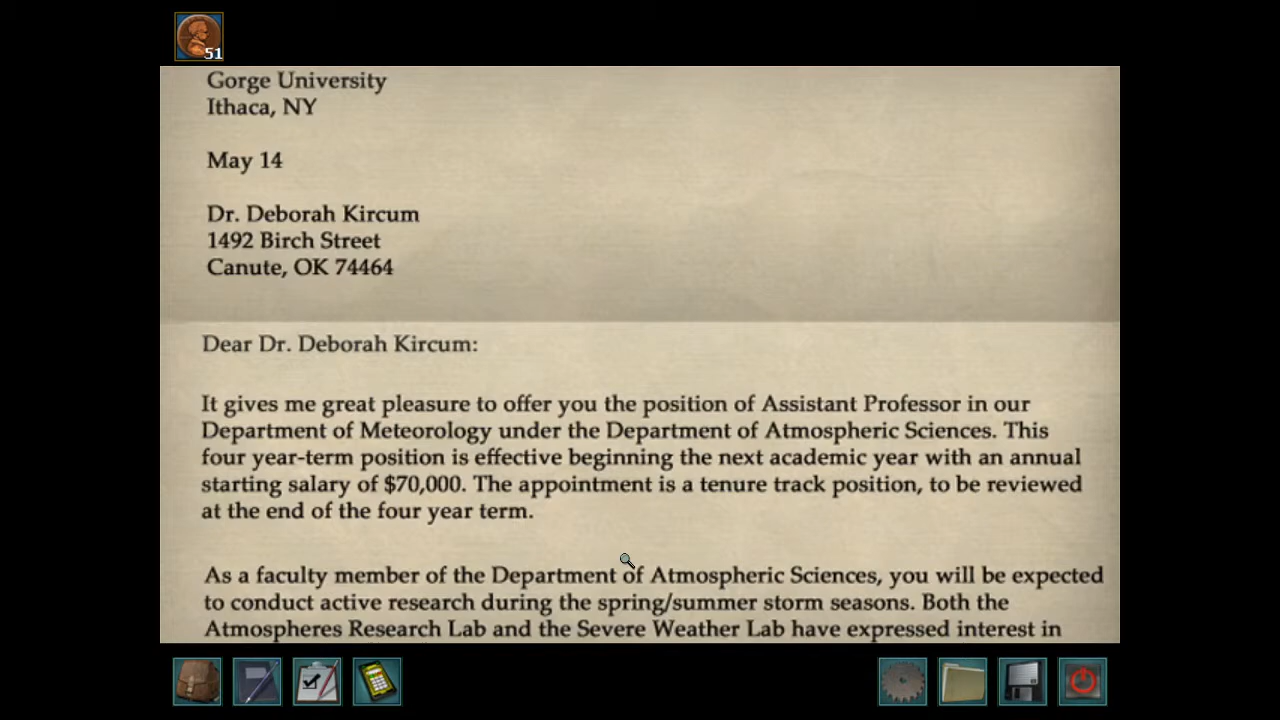 51
Gorge University
Ithaca, NY
May 14
Dr. Deborah Kircum
1492 Birch Street
Canute, OK 74464
Dear Dr. Deborah Kircum:
It gives me great pleasure to offer you the position of Assistant Professor in our
Department of Meteorology under the Department of Atmospheric Sciences. This
four year-term position is effective beginning the next academic year with an annual
starting salary of $70,000. The appointment is a tenure track position, to be reviewed
at the end of the four year term.
As a faculty member of the Department of Atmospheric Sciences, you will be expected
to conduct active research during the spring/summer storm seasons. Both the
Atmospheres Research Lab and the Severe Weather Lab have expressed interest in